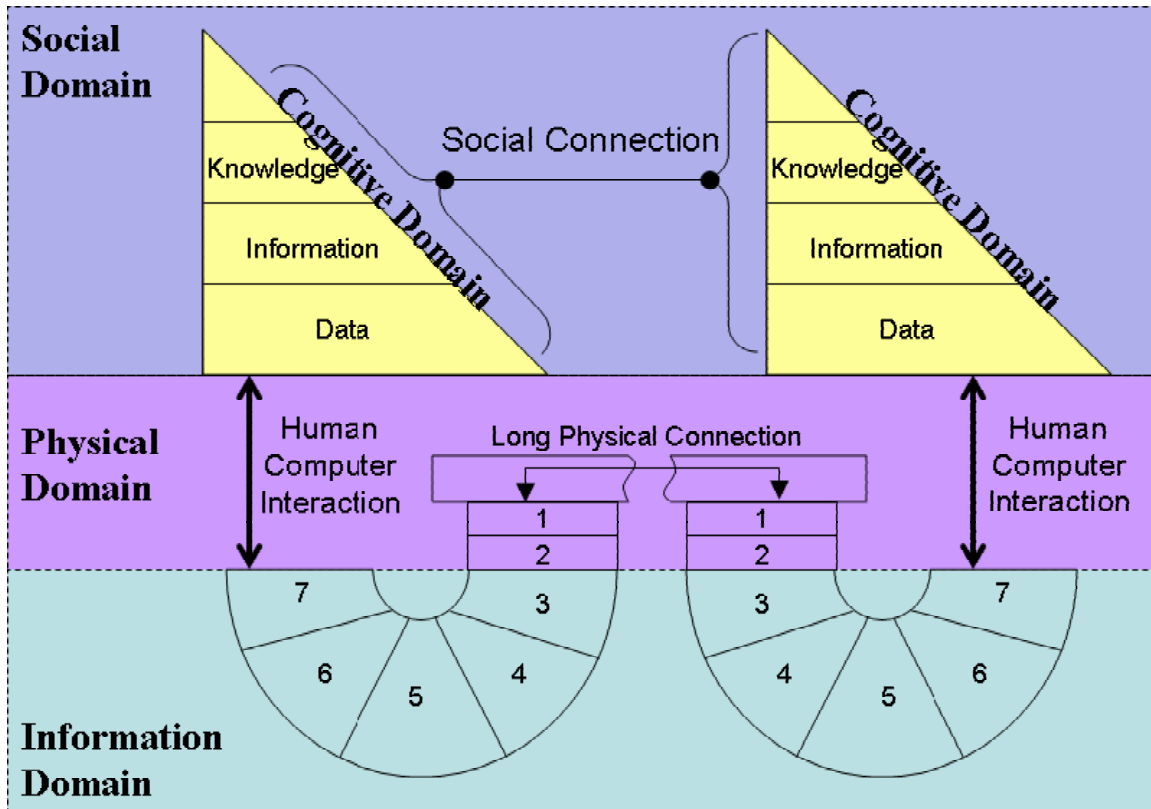 Social
Domain
Cognitive Domain
Knowledge
Information
Data
Social Connection
Cognitive Domain
Knowledge
Information
Data
Physical
Domain
Human
Computer
Interaction
Long Physical Connection
1
2
1
2
Human
Computer
Interaction
7
6
5
4
3
3
4
5
6
7
Information
Domain